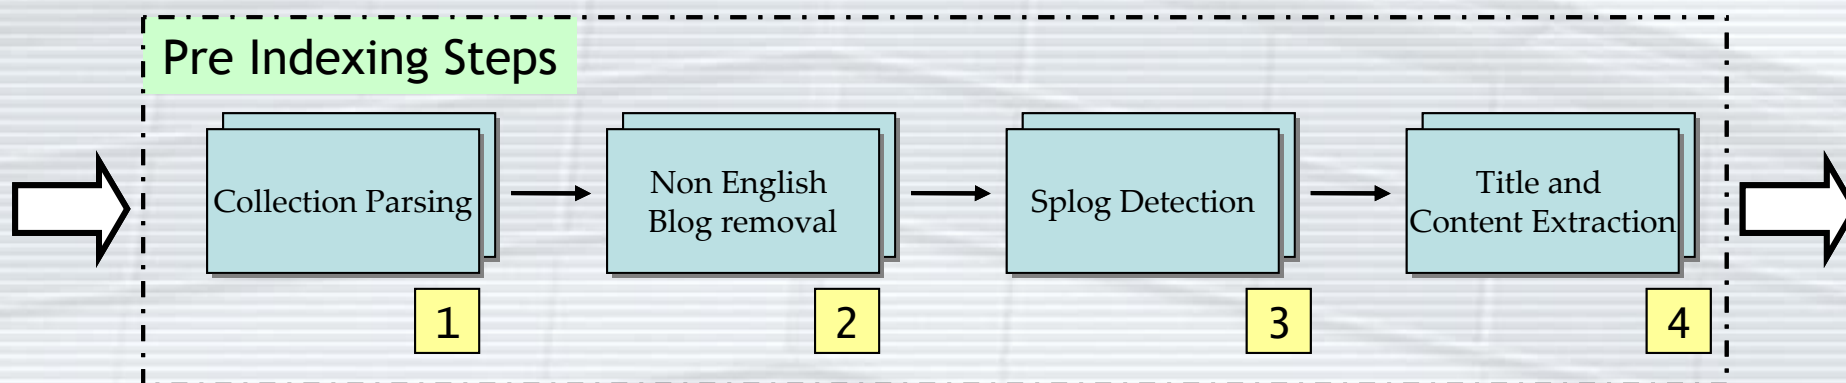 Pre Indexing Steps
Collection Parsing
Non English
Blog removal
Splog Detection
Title and
Content Extraction
1
2
3
4